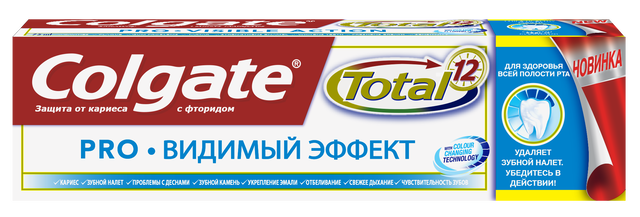 PRO • VISIBLE ACTION
Colgate®
Защита от кариеса с фторидом
Total 12
PRO • ВИДИМЫЙ ЭФФЕКТ
WITH COLOUR
CHANGING
TECHNOLOGY
✓ КАРИЕС ✓ ЗУБНОЙ НАЛЕТ ✓ ПРОБЛЕМЫ С ДЕСНАМИ ✓ ЗУБНОЙ КАМЕНЬ ✓ УКРЕПЛЕНИЕ ЭМАЛИ ✓ ОТБЕЛИВАНИЕ ✓ СВЕЖЕЕ ДЫХАНИЕ ✓ ЧУВСТВИТЕЛЬНОСТЬ ЗУБОВ
ДЛЯ ЗДОРОВЬЯ
ВСЕЙ ПОЛОСТИ РТА
УДАЛЯЕТ
ЗУБНОЙ НАЛЕТ.
УБЕДИТЕСЬ В
ДЕЙСТВИИ!
NEW
НОВИНКА